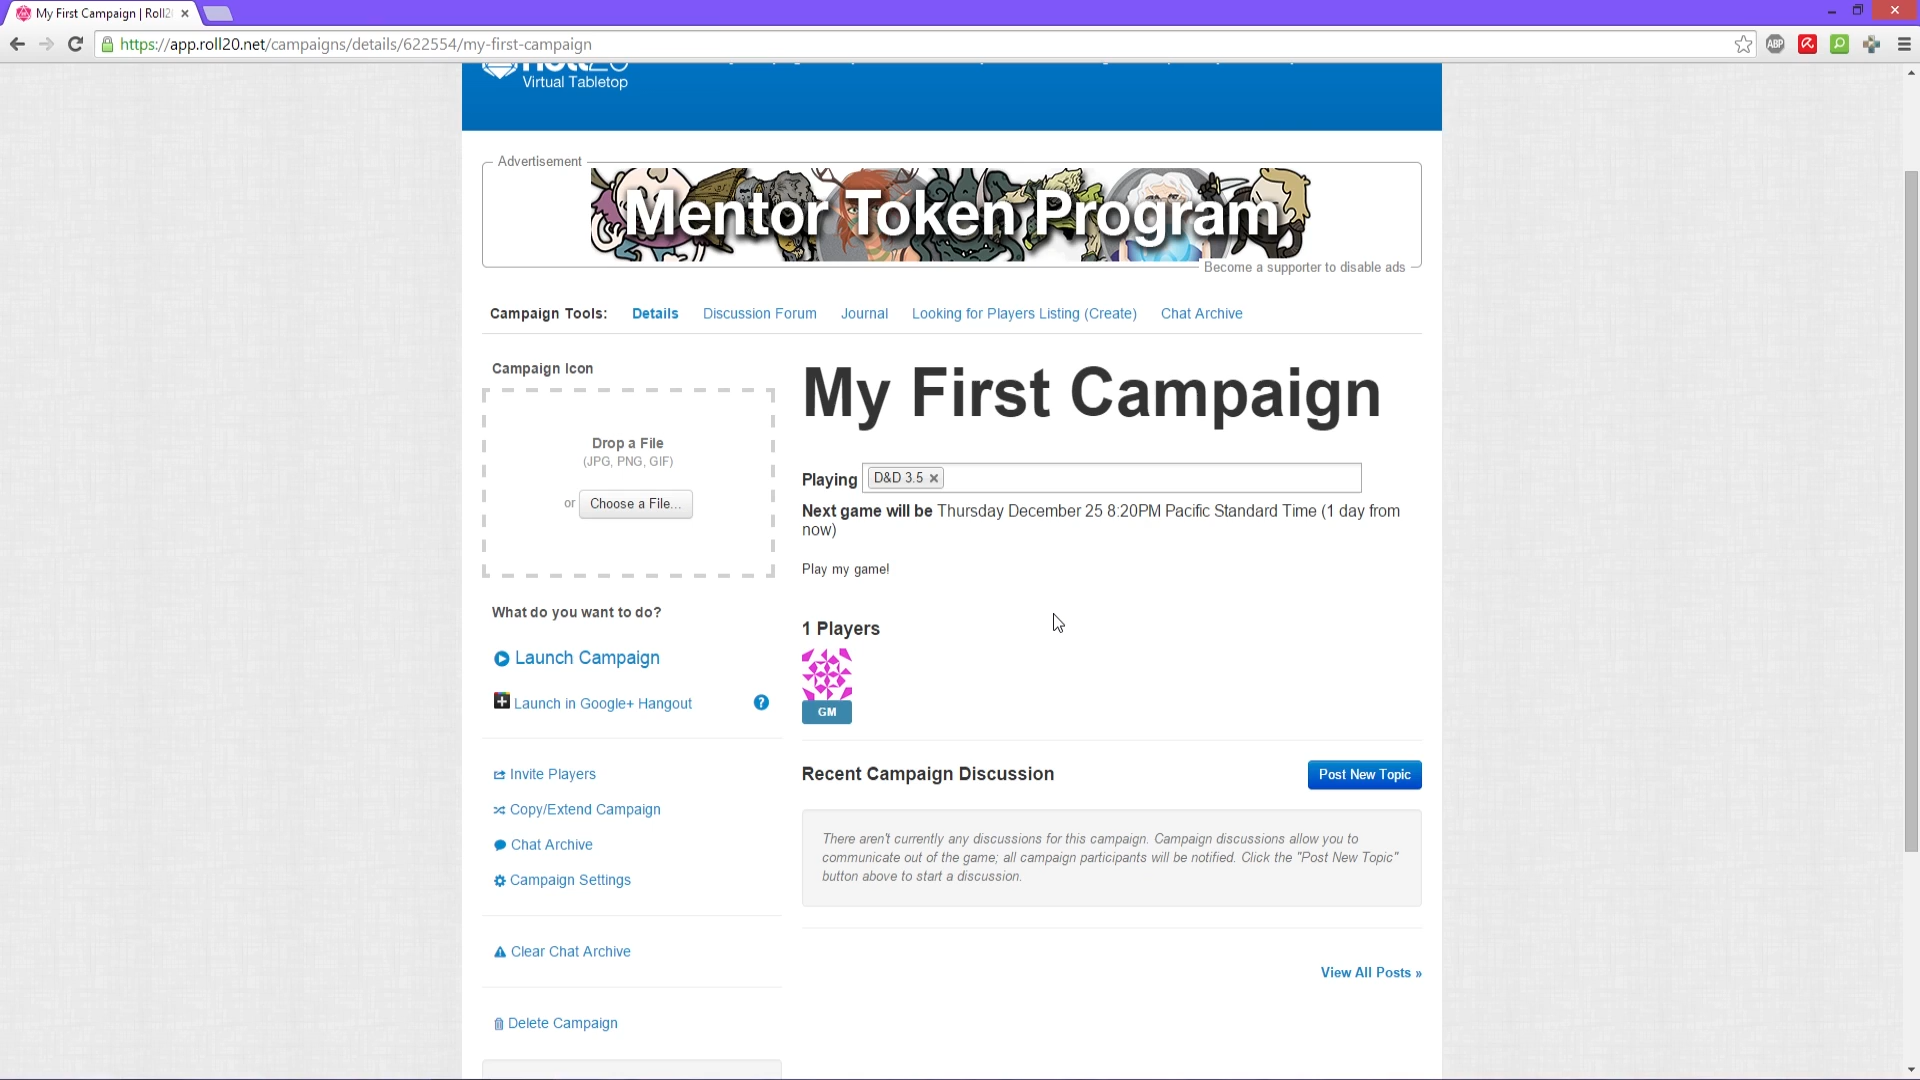 My First Campaign | Roll2
https://app.roll20.net/campaigns/details/622554/my-first-campaign
ABP
Virtual Tabletop
Advertisement
Mentor Token Program
Become a supporter to disable ads
Campaign Tools: Details Discussion Forum Journal Looking for Players Listing (Create) Chat Archive
Campaign Icon
Drop a File
(JPG, PNG, GIF)
or Choose a File...
What do you want to do?
Launch Campaign
Launch in Google+ Hangout ?
Invite Players
Copy/Extend Campaign
Chat Archive
Campaign Settings
Clear Chat Archive
Delete Campaign
My First Campaign
Playing D&D 3.5 ×
Next game will be Thursday December 25 8:20PM Pacific Standard Time (1 day from
now)
Play my game!
1 Players
GM
Recent Campaign Discussion Post New Topic
There aren't currently any discussions for this campaign. Campaign discussions allow you to
communicate out of the game; all campaign participants will be notified. Click the "Post New Topic"
button above to start a discussion.
View All Posts »